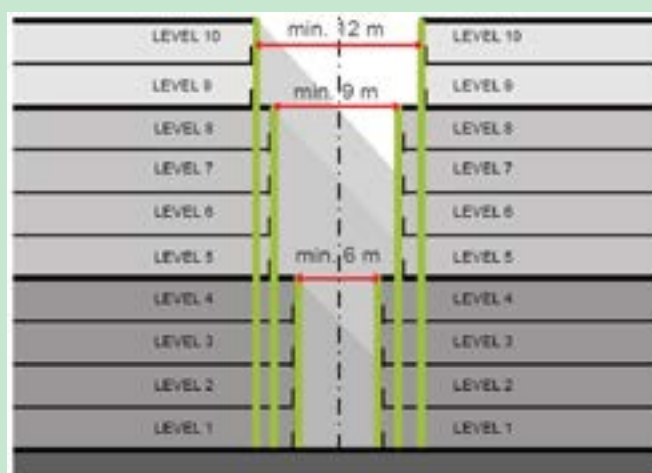 LEVEL 10 min. 12 m LEVEL 10
LEVEL 9 LEVEL 9
min. 9 m
LEVEL 8 LEVEL 8
LEVEL 7 LEVEL 7
LEVEL 6 LEVEL 6
LEVEL 5 LEVEL 5
min. 6 m
LEVEL 4 LEVEL 4
LEVEL 3 LEVEL 3
LEVEL 2 LEVEL 2
LEVEL 1 LEVEL 1